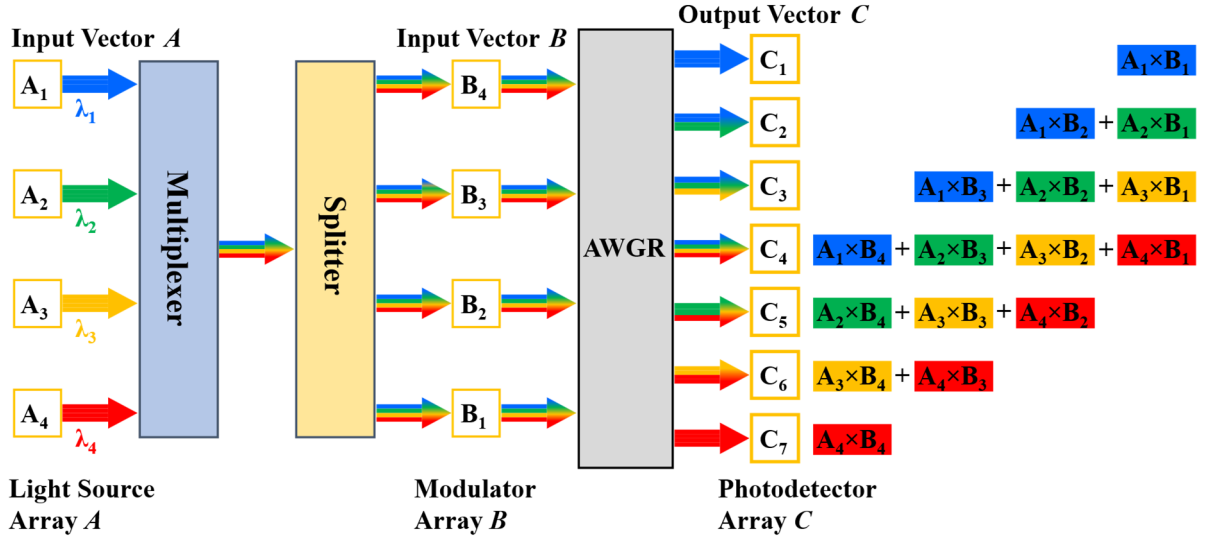 Output Vector C
Input Vector A
Input Vector B
A₁
λ₁
B₄
C₁
A₁×B₁
C₂
A₁×B₂ + A₂×B₁
A₂
λ₂
B₃
C₃
A₁×B₃ + A₂×B₂ + A₃×B₁
Multiplexer
Splitter
AWGR
C₄
A₁×B₄ + A₂×B₃ + A₃×B₂ + A₄×B₁
A₃
λ₃
B₂
C₅
A₂×B₄ + A₃×B₃ + A₄×B₂
C₆
A₃×B₄ + A₄×B₃
A₄
λ₄
B₁
C₇
A₄×B₄
Light Source
Array A
Modulator
Array B
Photodetector
Array C